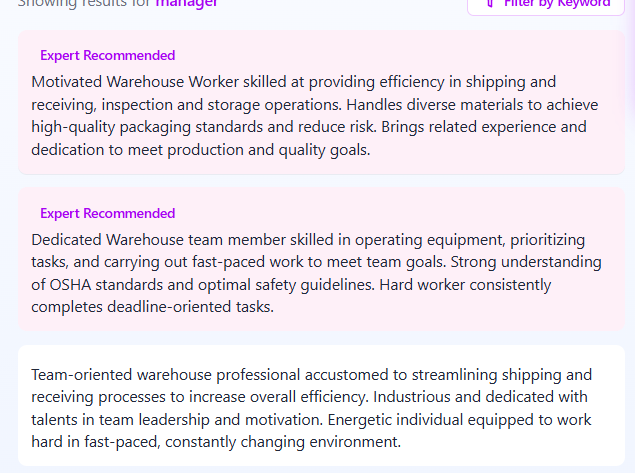 Showing results for manager
Filter by Keyword
Expert Recommended
Motivated Warehouse Worker skilled at providing efficiency in shipping and
receiving, inspection and storage operations. Handles diverse materials to achieve
high-quality packaging standards and reduce risk. Brings related experience and
dedication to meet production and quality goals.
Expert Recommended
Dedicated Warehouse team member skilled in operating equipment, prioritizing
tasks, and carrying out fast-paced work to meet team goals. Strong understanding
of OSHA standards and optimal safety guidelines. Hard worker consistently
completes deadline-oriented tasks.
Team-oriented warehouse professional accustomed to streamlining shipping and
receiving processes to increase overall efficiency. Industrious and dedicated with
talents in team leadership and motivation. Energetic individual equipped to work
hard in fast-paced, constantly changing environment.